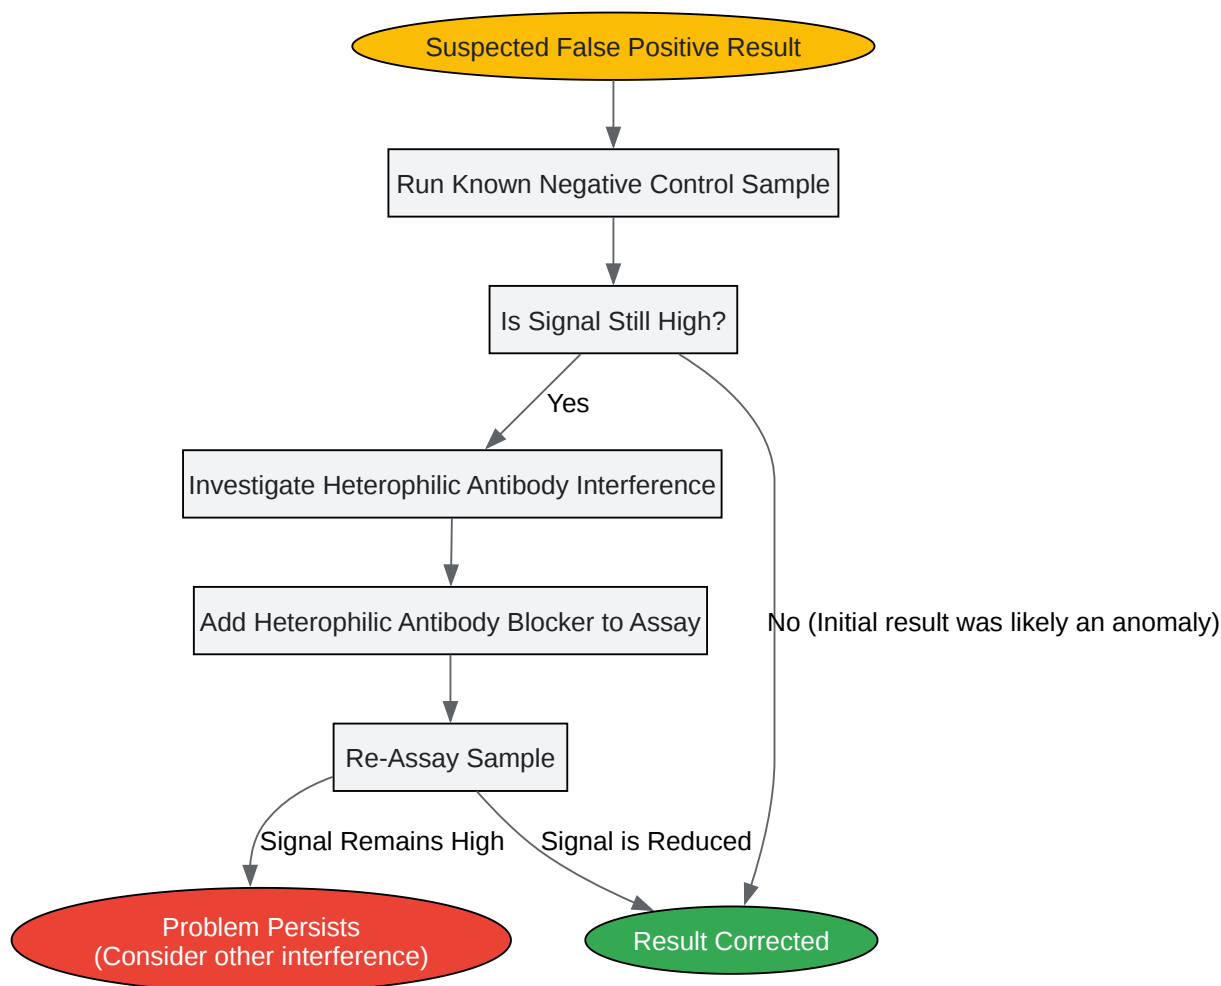 Suspected False Positive Result
Run Known Negative Control Sample
Is Signal Still High?
Yes
Investigate Heterophilic Antibody Interference
Add Heterophilic Antibody Blocker to Assay
No (Initial result was likely an anomaly)
Re-Assay Sample
Signal Remains High
Signal is Reduced
Problem Persists
(Consider other interference)
Result Corrected